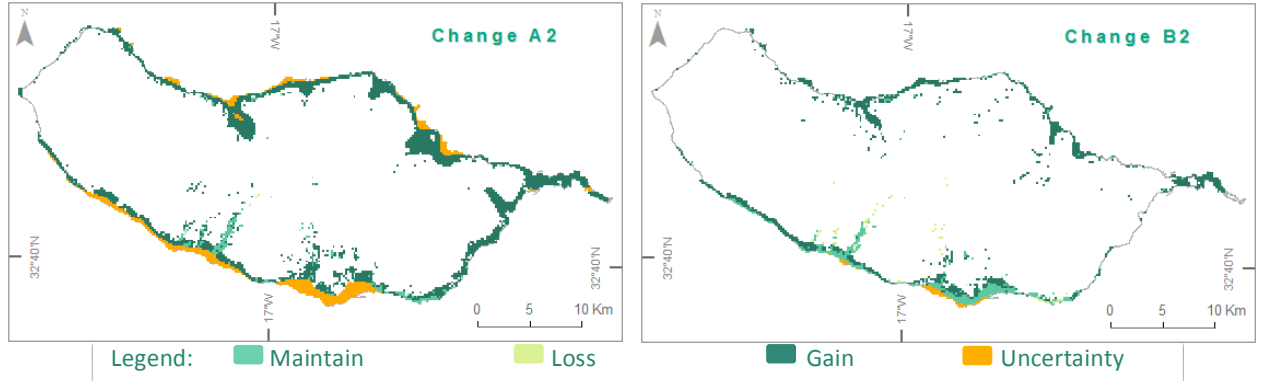 N
17°W
Change A2
32°40'N
32°40'N
17°W
0 5 10 Km
N
17°W
Change B2
32°40'N
32°40'N
17°W
0 5 10 Km
Legend: Maintain Loss Gain Uncertainty